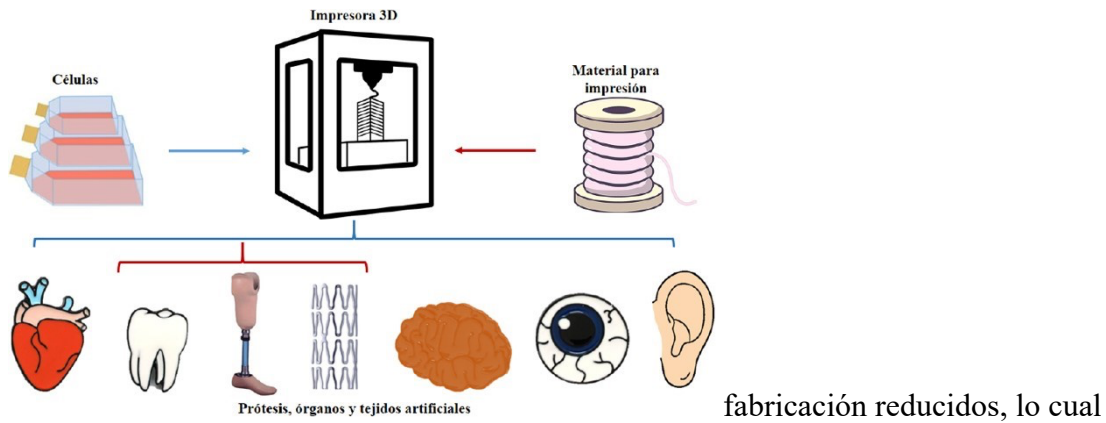 Impresora 3D
Células
Material para
impresión
Prótesis, órganos y tejidos artificiales
fabricación reducidos, lo cual